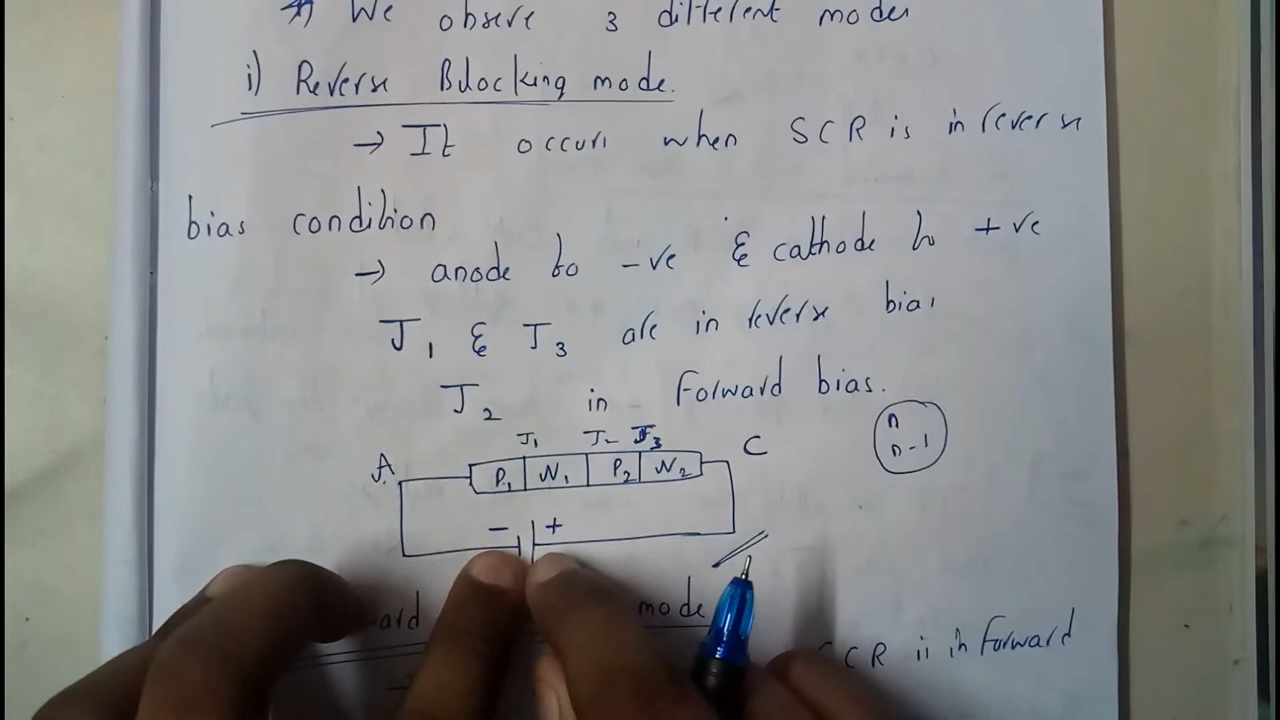 *) We observe 3 different modes
i) Reverse Blocking mode.
→ It occurs when SCR is in reverse
bias condition
→ anode to -ve & cathode to +ve
J1 & J3 are in reverse bias
J2 in Forward bias.
n
n-1
J1 J2 J3
A C
P1 N1 P2 N2
- +
ard mode
SCR is in Forward